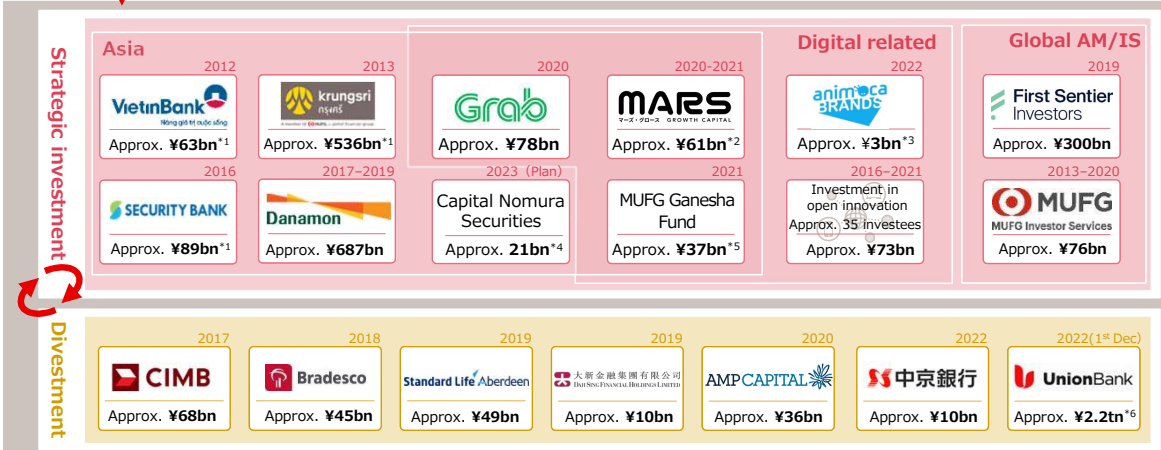 Strategic investment
Asia
Digital related
Global AM/IS
2012
VietinBank
Nâng giá trị cuộc sống
Approx. ¥63bn*1
2013
krungsri
กรุงศรี
A member of MUFG, a global financial group
Approx. ¥536bn*1
2020
Grab
Approx. ¥78bn
2020-2021
MARS
マーズ・グロース GROWTH CAPITAL
Approx. ¥61bn*2
2022
animoca
BRANDS
Approx. ¥3bn*3
2019
First Sentier
Investors
Approx. ¥300bn
2016
SECURITY BANK
Approx. ¥89bn*1
2017–2019
Danamon
Approx. ¥687bn
2023（Plan）
Capital Nomura
Securities
Approx. 21bn*4
2021
MUFG Ganesha
Fund
Approx. ¥37bn*5
2016–2021
Investment in
open innovation
Approx. 35 investees
Approx. ¥73bn
2013–2020
MUFG
MUFG Investor Services
Approx. ¥76bn
Divestment
2017
CIMB
Approx. ¥68bn
2018
Bradesco
Approx. ¥45bn
2019
Standard Life Aberdeen
Approx. ¥49bn
2019
大新金融集團有限公司
DAH SING FINANCIAL HOLDINGS LIMITED
Approx. ¥10bn
2020
AMP CAPITAL
Approx. ¥36bn
2022
中京銀行
Approx. ¥10bn
2022(1st Dec)
UnionBank
Approx. ¥2.2tn*6